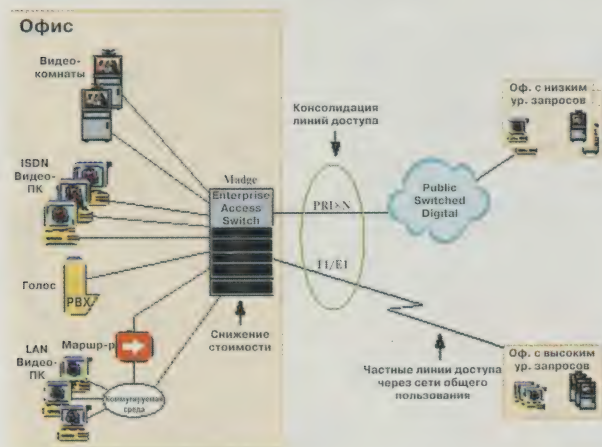 Офис
Видео-
комнаты
ISDN
Видео-
ПК
Голос
PBX
LAN
Видео-
ПК
Маршр-р
Коммутируемая
среда
Madge
Enterprise
Access
Switch
Снижение
стоимости
Консолидация
линий доступа
PRI×N
T1/E1
Public
Switched
Digital
Частные линии доступа
через сети общего
пользования
Оф. с низким
ур. запросов
Оф. с высоким
ур. запросов